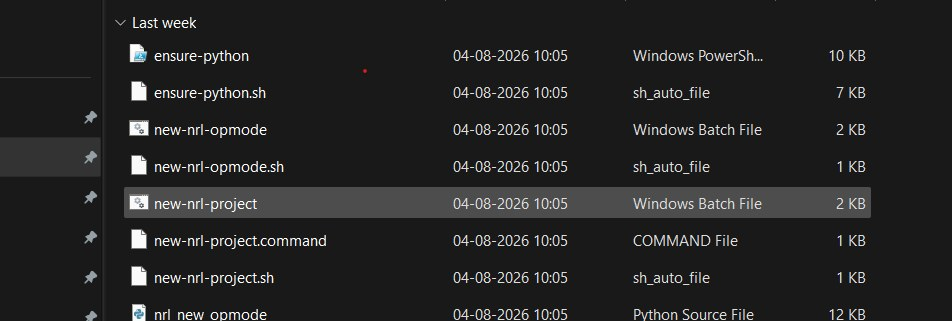 Last week
ensure-python 04-08-2026 10:05 Windows PowerSh... 10 KB
ensure-python.sh 04-08-2026 10:05 sh_auto_file 7 KB
new-nrl-opmode 04-08-2026 10:05 Windows Batch File 2 KB
new-nrl-opmode.sh 04-08-2026 10:05 sh_auto_file 1 KB
new-nrl-project 04-08-2026 10:05 Windows Batch File 2 KB
new-nrl-project.command 04-08-2026 10:05 COMMAND File 1 KB
new-nrl-project.sh 04-08-2026 10:05 sh_auto_file 1 KB
nrl_new_opmode 04-08-2026 10:05 Python Source File 12 KB